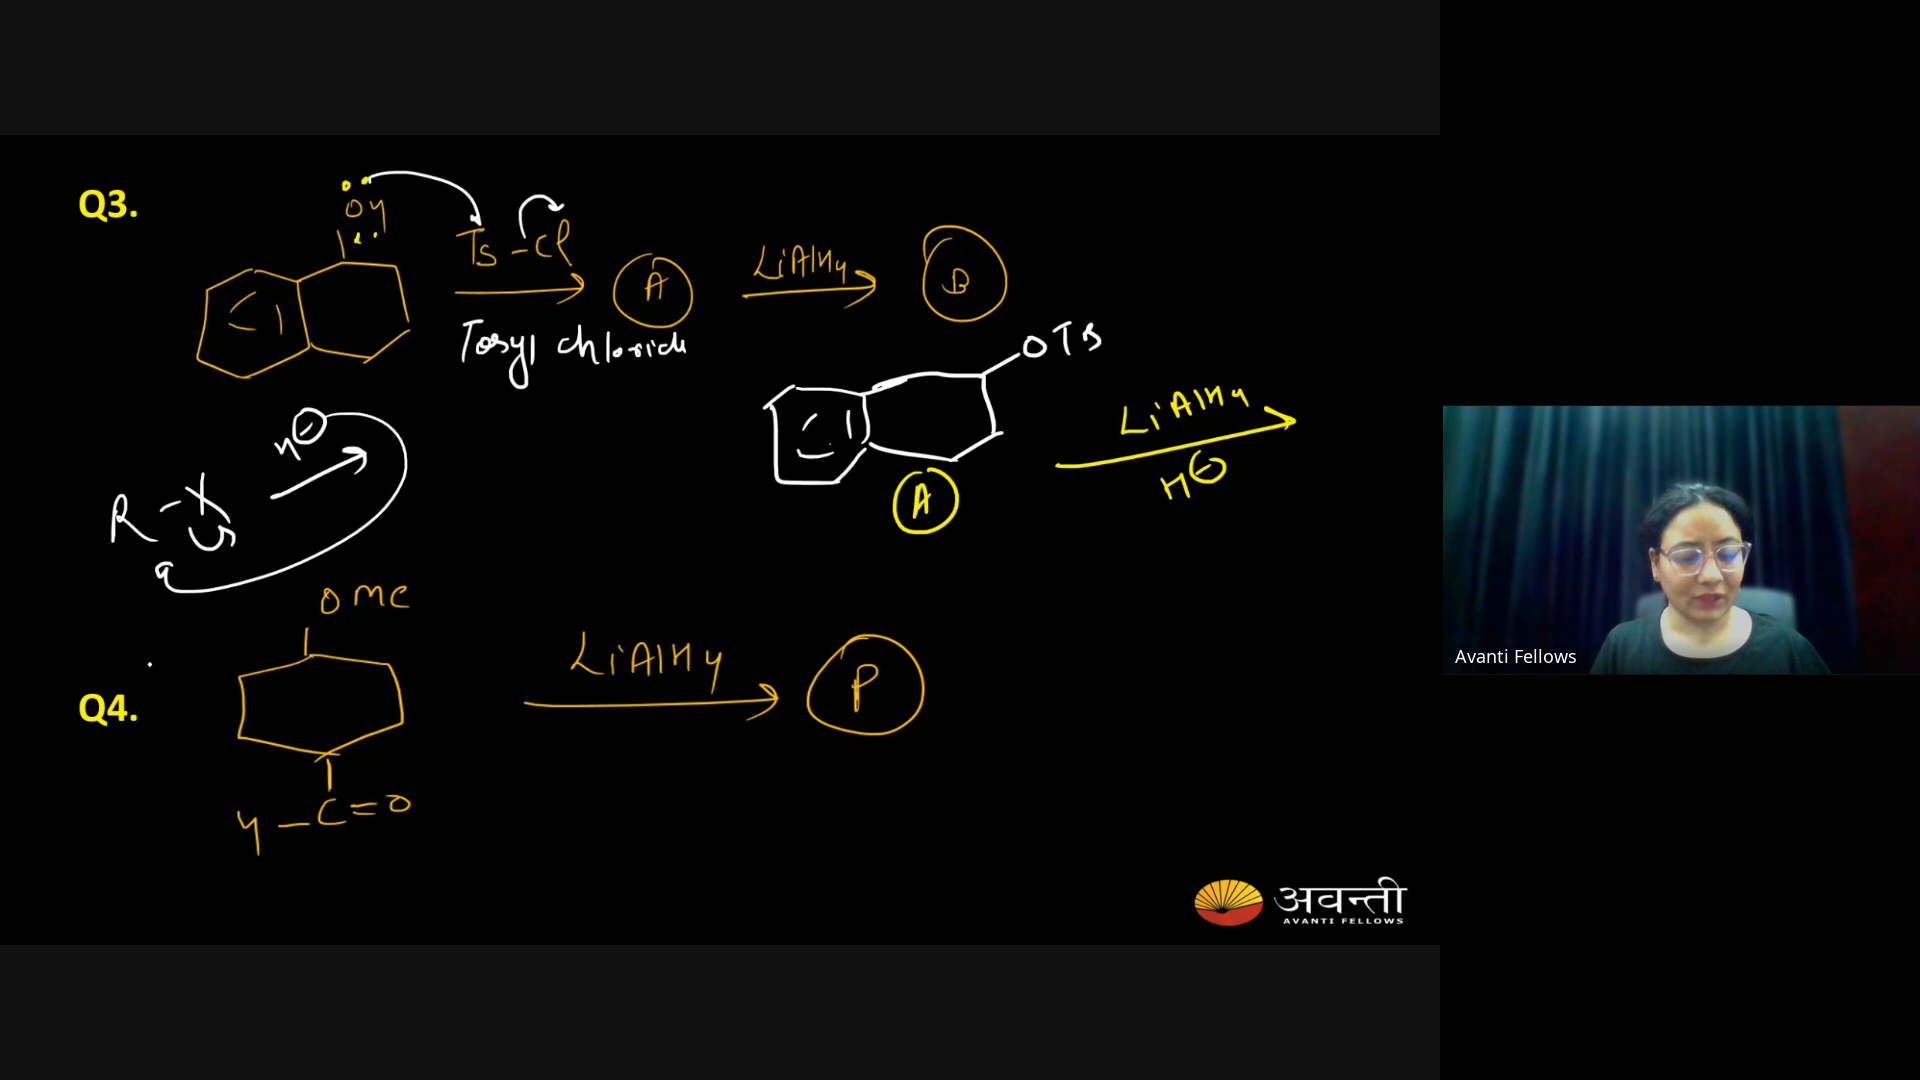 Q3.
OH
Ts-Cl
A
LiAlH4
B
Tosyl chloride
OTs
H⊖
LiAlH4
H⊖
A
R-X
OMe
LiAlH4
P
Q4.
H-C=O
Avanti Fellows
अवन्ती
AVANTI FELLOWS